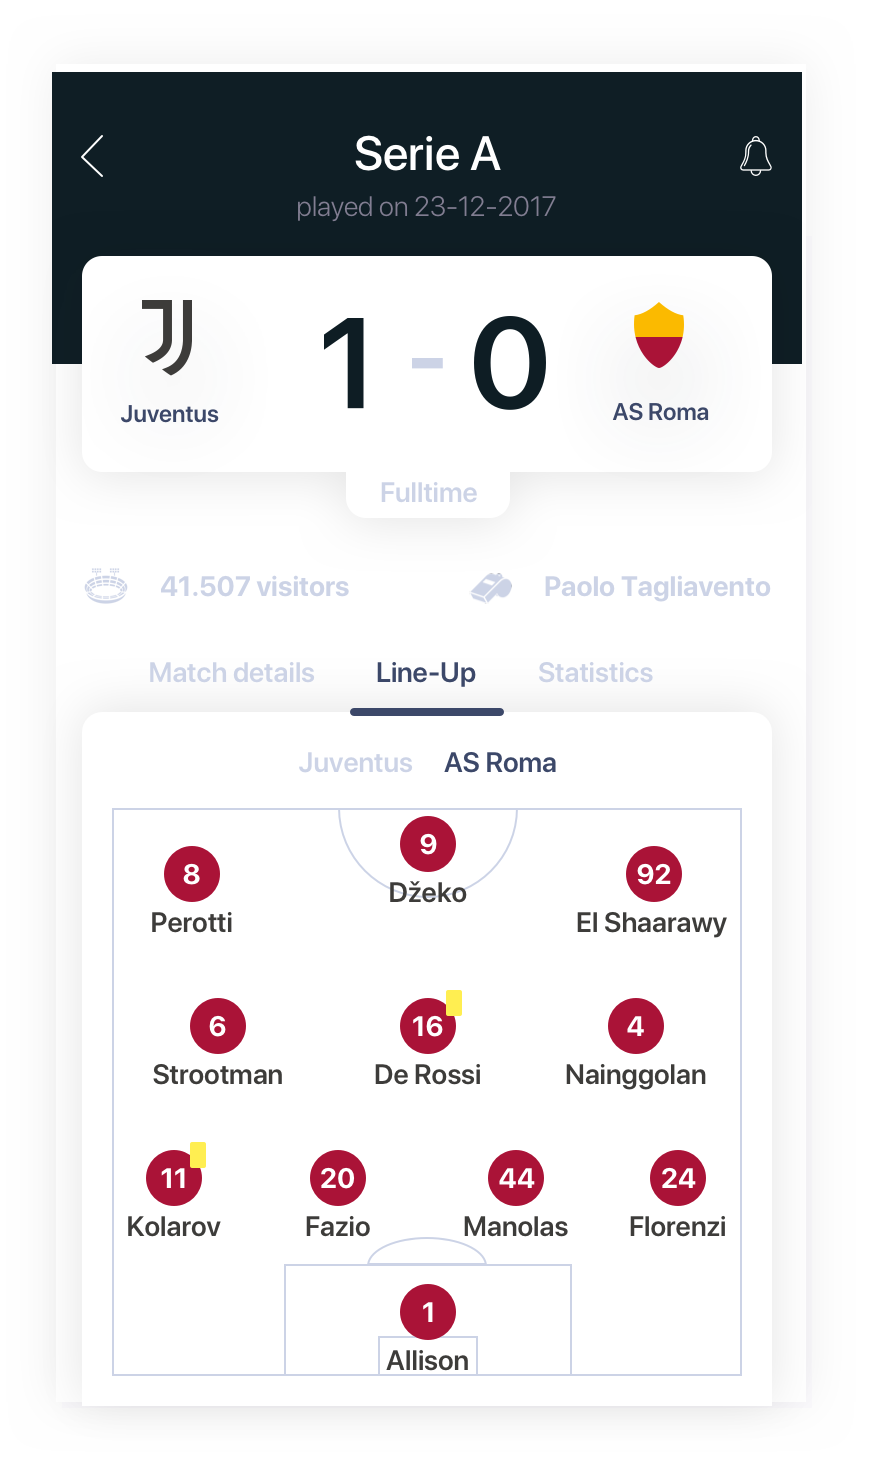 Serie A
played on 23-12-2017
1 - 0
Juventus
AS Roma
Fulltime
41.507 visitors
Paolo Tagliavento
Match details
Line-Up
Statistics
Juventus
AS Roma
9
Džeko
8
Perotti
92
El Shaarawy
6
Strootman
16
De Rossi
4
Nainggolan
11
Kolarov
20
Fazio
44
Manolas
24
Florenzi
1
Allison